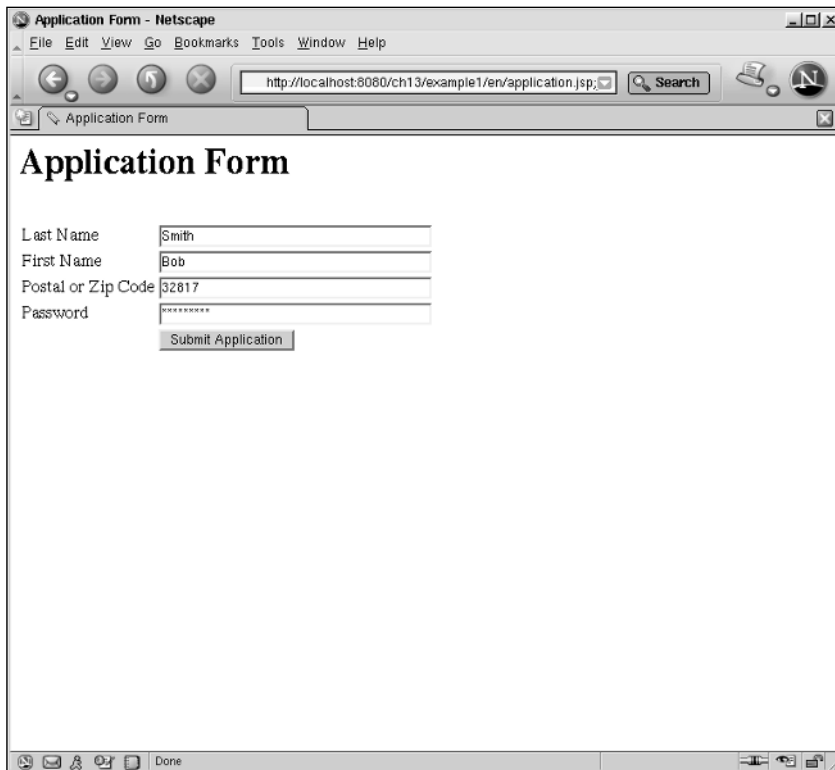 Application Form - Netscape
File Edit View Go Bookmarks Tools Window Help
http://localhost:8080/ch13/example1/en/application.jsp; Search N
Application Form
Application Form
Last Name Smith
First Name Bob
Postal or Zip Code 32817
Password *********
Submit Application
Done